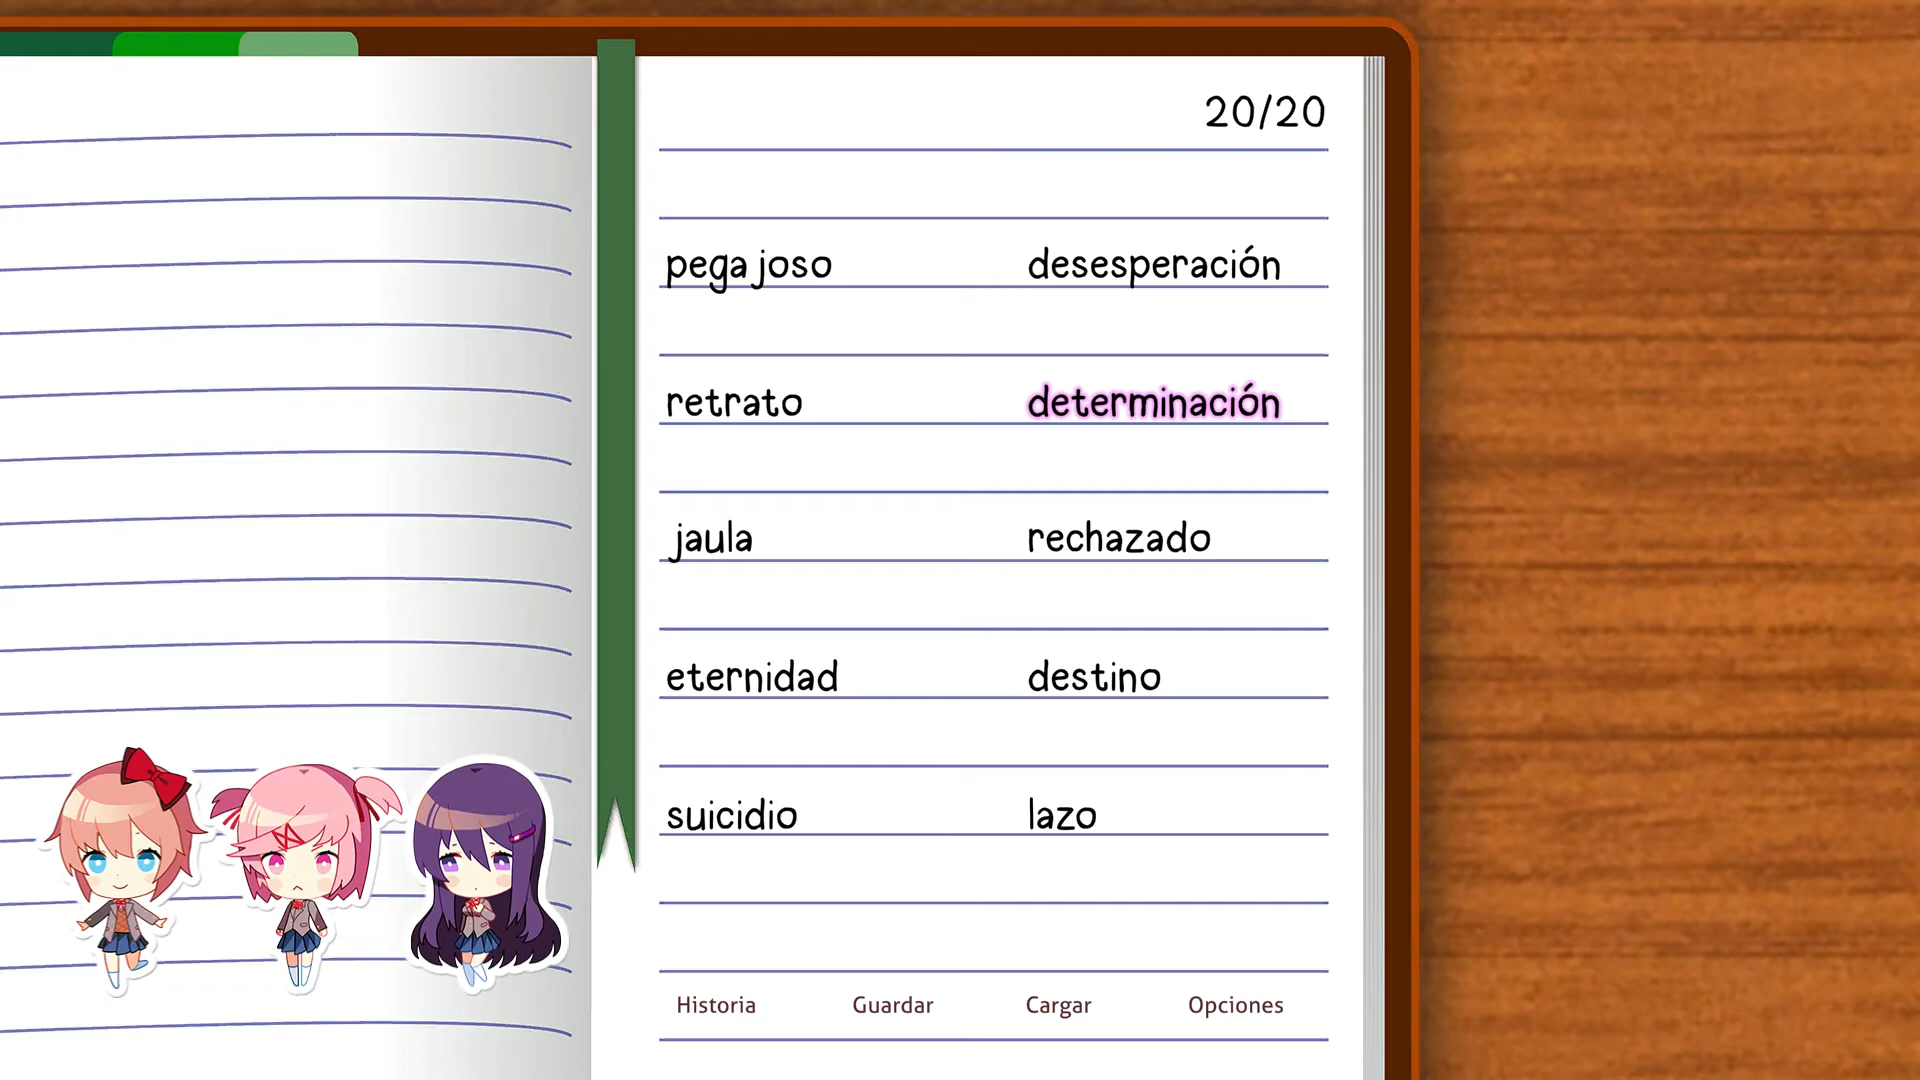 20/20
pegajoso desesperación
retrato determinación
jaula rechazado
eternidad destino
suicidio lazo
Historia Guardar Cargar Opciones